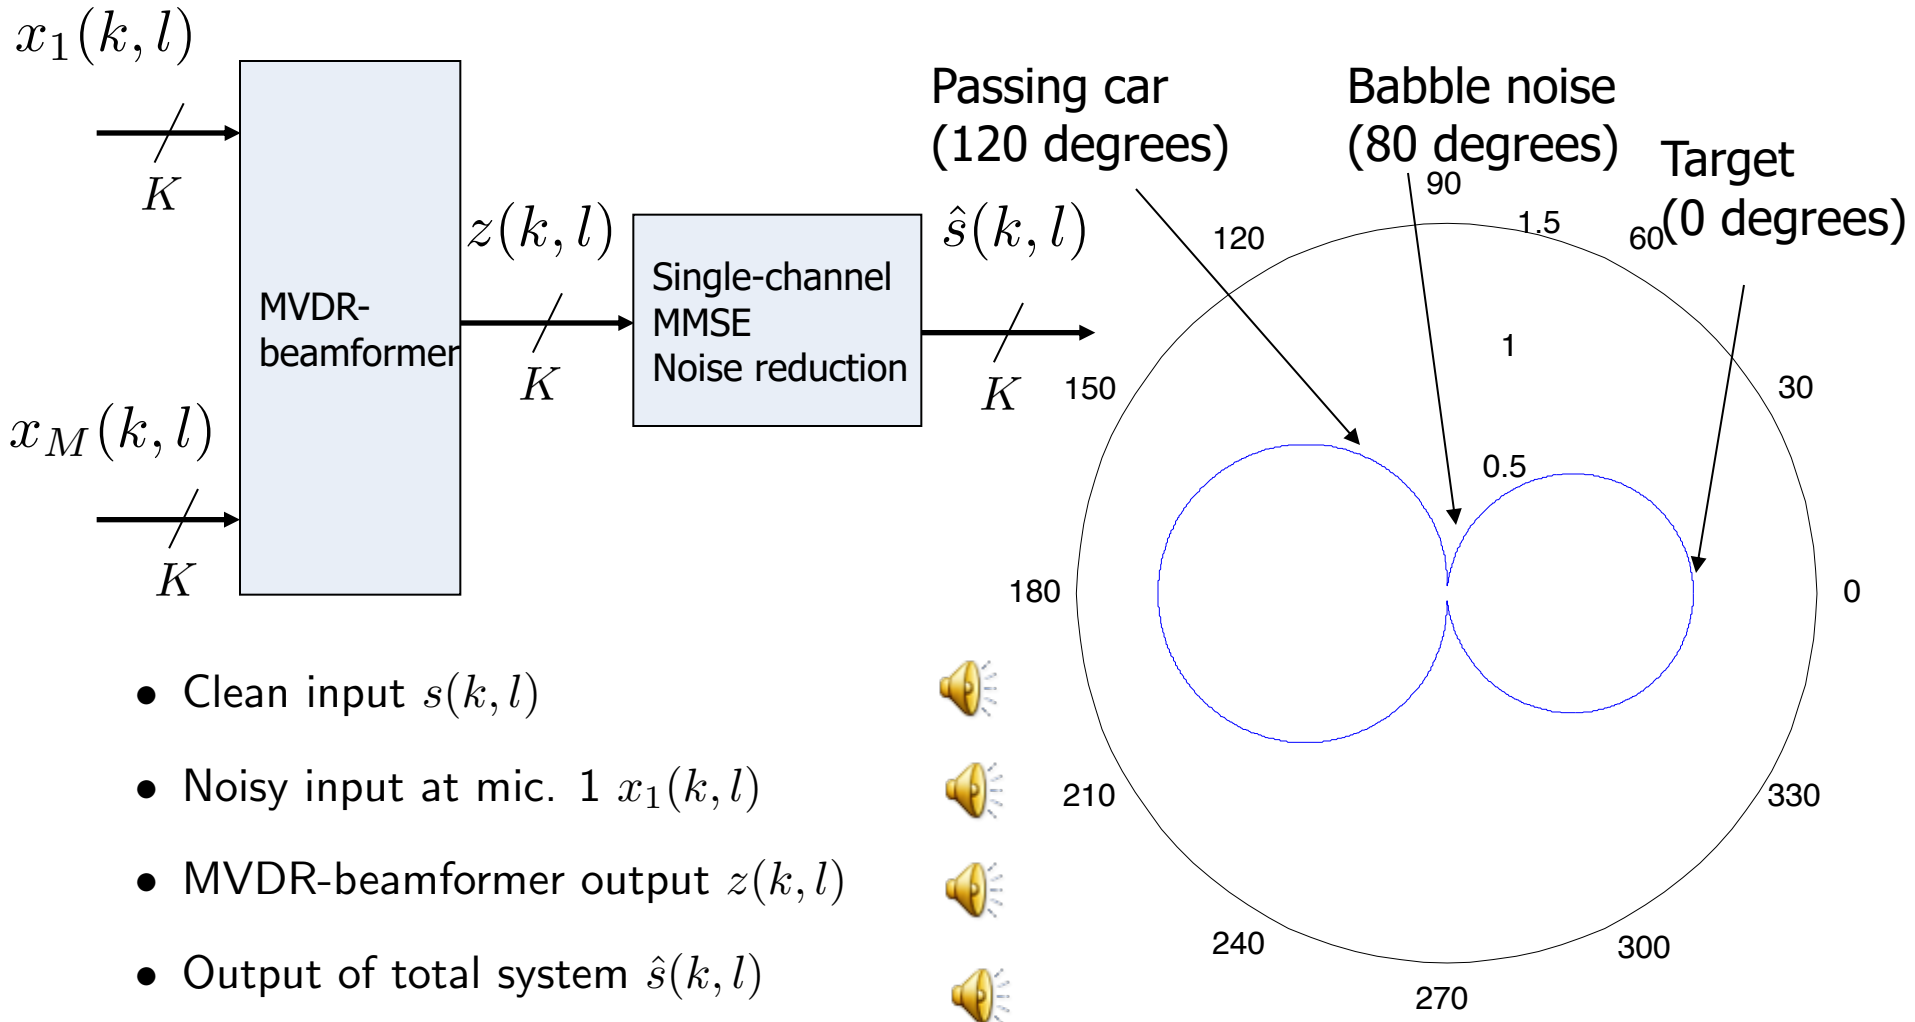 x₁(k, l)
K
x_M(k, l)
K
MVDR-
beamformer
z(k, l)
K
Single-channel
MMSE
Noise reduction
ŝ(k, l)
K
Passing car
(120 degrees)
Babble noise
(80 degrees)
Target
(0 degrees)
90
1.5
60
120
1
30
150
0.5
180
0
210
330
240
300
270
• Clean input s(k, l)
• Noisy input at mic. 1 x₁(k, l)
• MVDR-beamformer output z(k, l)
• Output of total system ŝ(k, l)